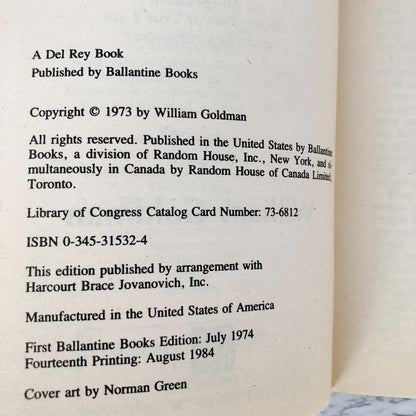 A Del Rey Book
Published by Ballantine Books
Copyright © 1973 by William Goldman
All rights reserved. Published in the United States by Ballantine
Books, a division of Random House, Inc., New York, and si-
multaneously in Canada by Random House of Canada Limited,
Toronto.
Library of Congress Catalog Card Number: 73-6812
ISBN 0-345-31532-4
This edition published by arrangement with
Harcourt Brace Jovanovich, Inc.
Manufactured in the United States of America
First Ballantine Books Edition: July 1974
Fourteenth Printing: August 1984
Cover art by Norman Green